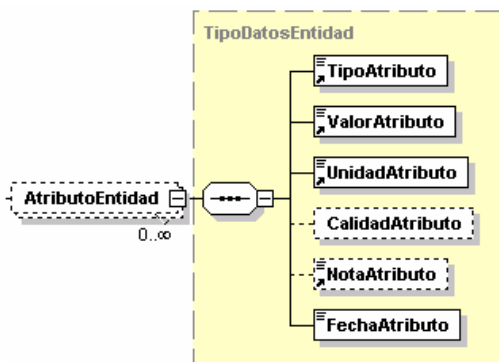 TipoDatosEntidad
TipoAtributo
ValorAtributo
UnidadAtributo
AtributoEntidad
0..∞
CalidadAtributo
NotaAtributo
FechaAtributo